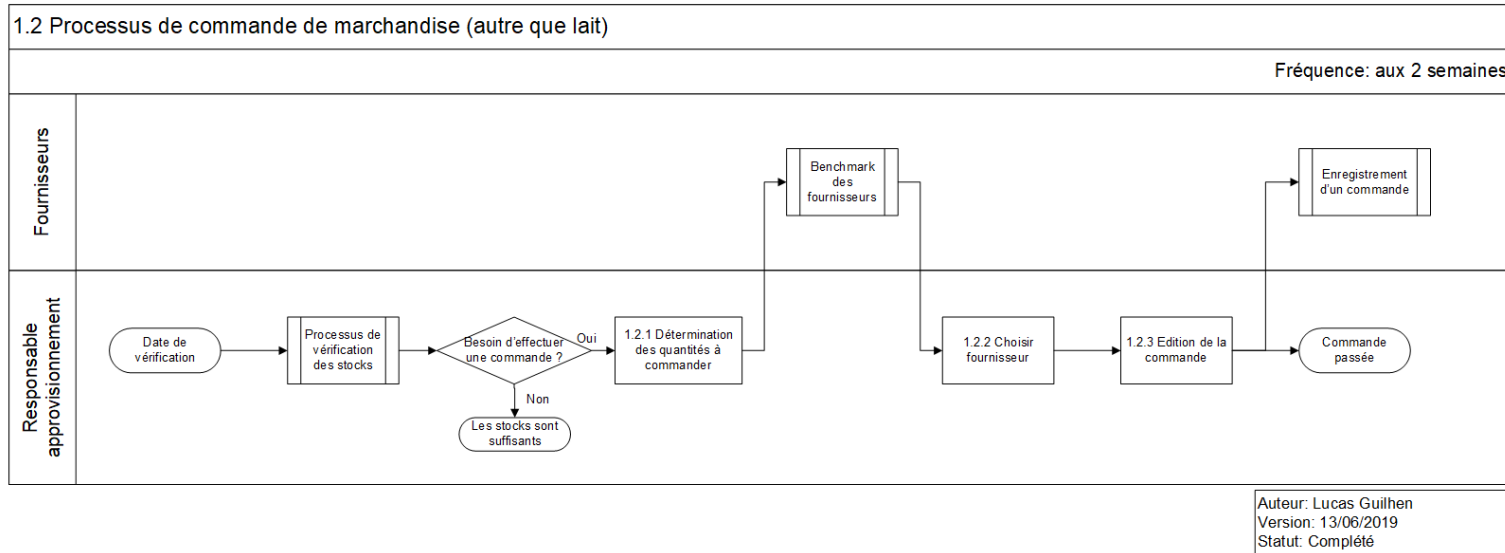 1.2 Processus de commande de marchandise (autre que lait)
Fréquence: aux 2 semaines
Fournisseurs
Benchmark
des
fournisseurs
Enregistrement
d'un commande
Responsable
approvisionnement
Date de
vérification
Processus de
vérification
des stocks
Besoin d'effectuer
une commande ?
Oui
Non
Les stocks sont
suffisants
1.2.1 Détermination
des quantités à
commander
1.2.2 Choisir
fournisseur
1.2.3 Edition de la
commande
Commande
passée
Auteur: Lucas Guilhen
Version: 13/06/2019
Statut: Complété